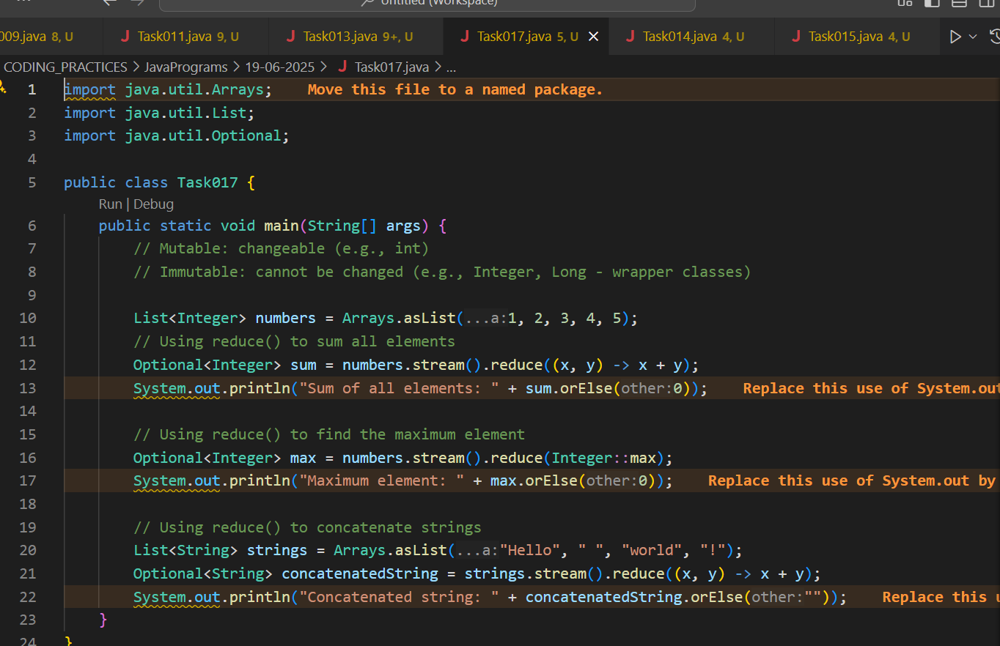 Untitled (Workspace)
009.java 8, U J Task011.java 9, U J Task013.java 9+, U J Task017.java 5, U J Task014.java 4, U J Task015.java 4, U
CODING_PRACTICES > JavaPrograms > 19-06-2025 > J Task017.java > ...
1 import java.util.Arrays; Move this file to a named package.
2 import java.util.List;
3 import java.util.Optional;
4
5 public class Task017 {
Run | Debug
6 public static void main(String[] args) {
7 // Mutable: changeable (e.g., int)
8 // Immutable: cannot be changed (e.g., Integer, Long - wrapper classes)
9
10 List<Integer> numbers = Arrays.asList(...a:1, 2, 3, 4, 5);
11 // Using reduce() to sum all elements
12 Optional<Integer> sum = numbers.stream().reduce((x, y) -> x + y);
13 System.out.println("Sum of all elements: " + sum.orElse(other:0)); Replace this use of System.out
14
15 // Using reduce() to find the maximum element
16 Optional<Integer> max = numbers.stream().reduce(Integer::max);
17 System.out.println("Maximum element: " + max.orElse(other:0)); Replace this use of System.out by
18
19 // Using reduce() to concatenate strings
20 List<String> strings = Arrays.asList(...a:"Hello", " ", "world", "!");
21 Optional<String> concatenatedString = strings.stream().reduce((x, y) -> x + y);
22 System.out.println("Concatenated string: " + concatenatedString.orElse(other:"")); Replace this u
23 }
24 }